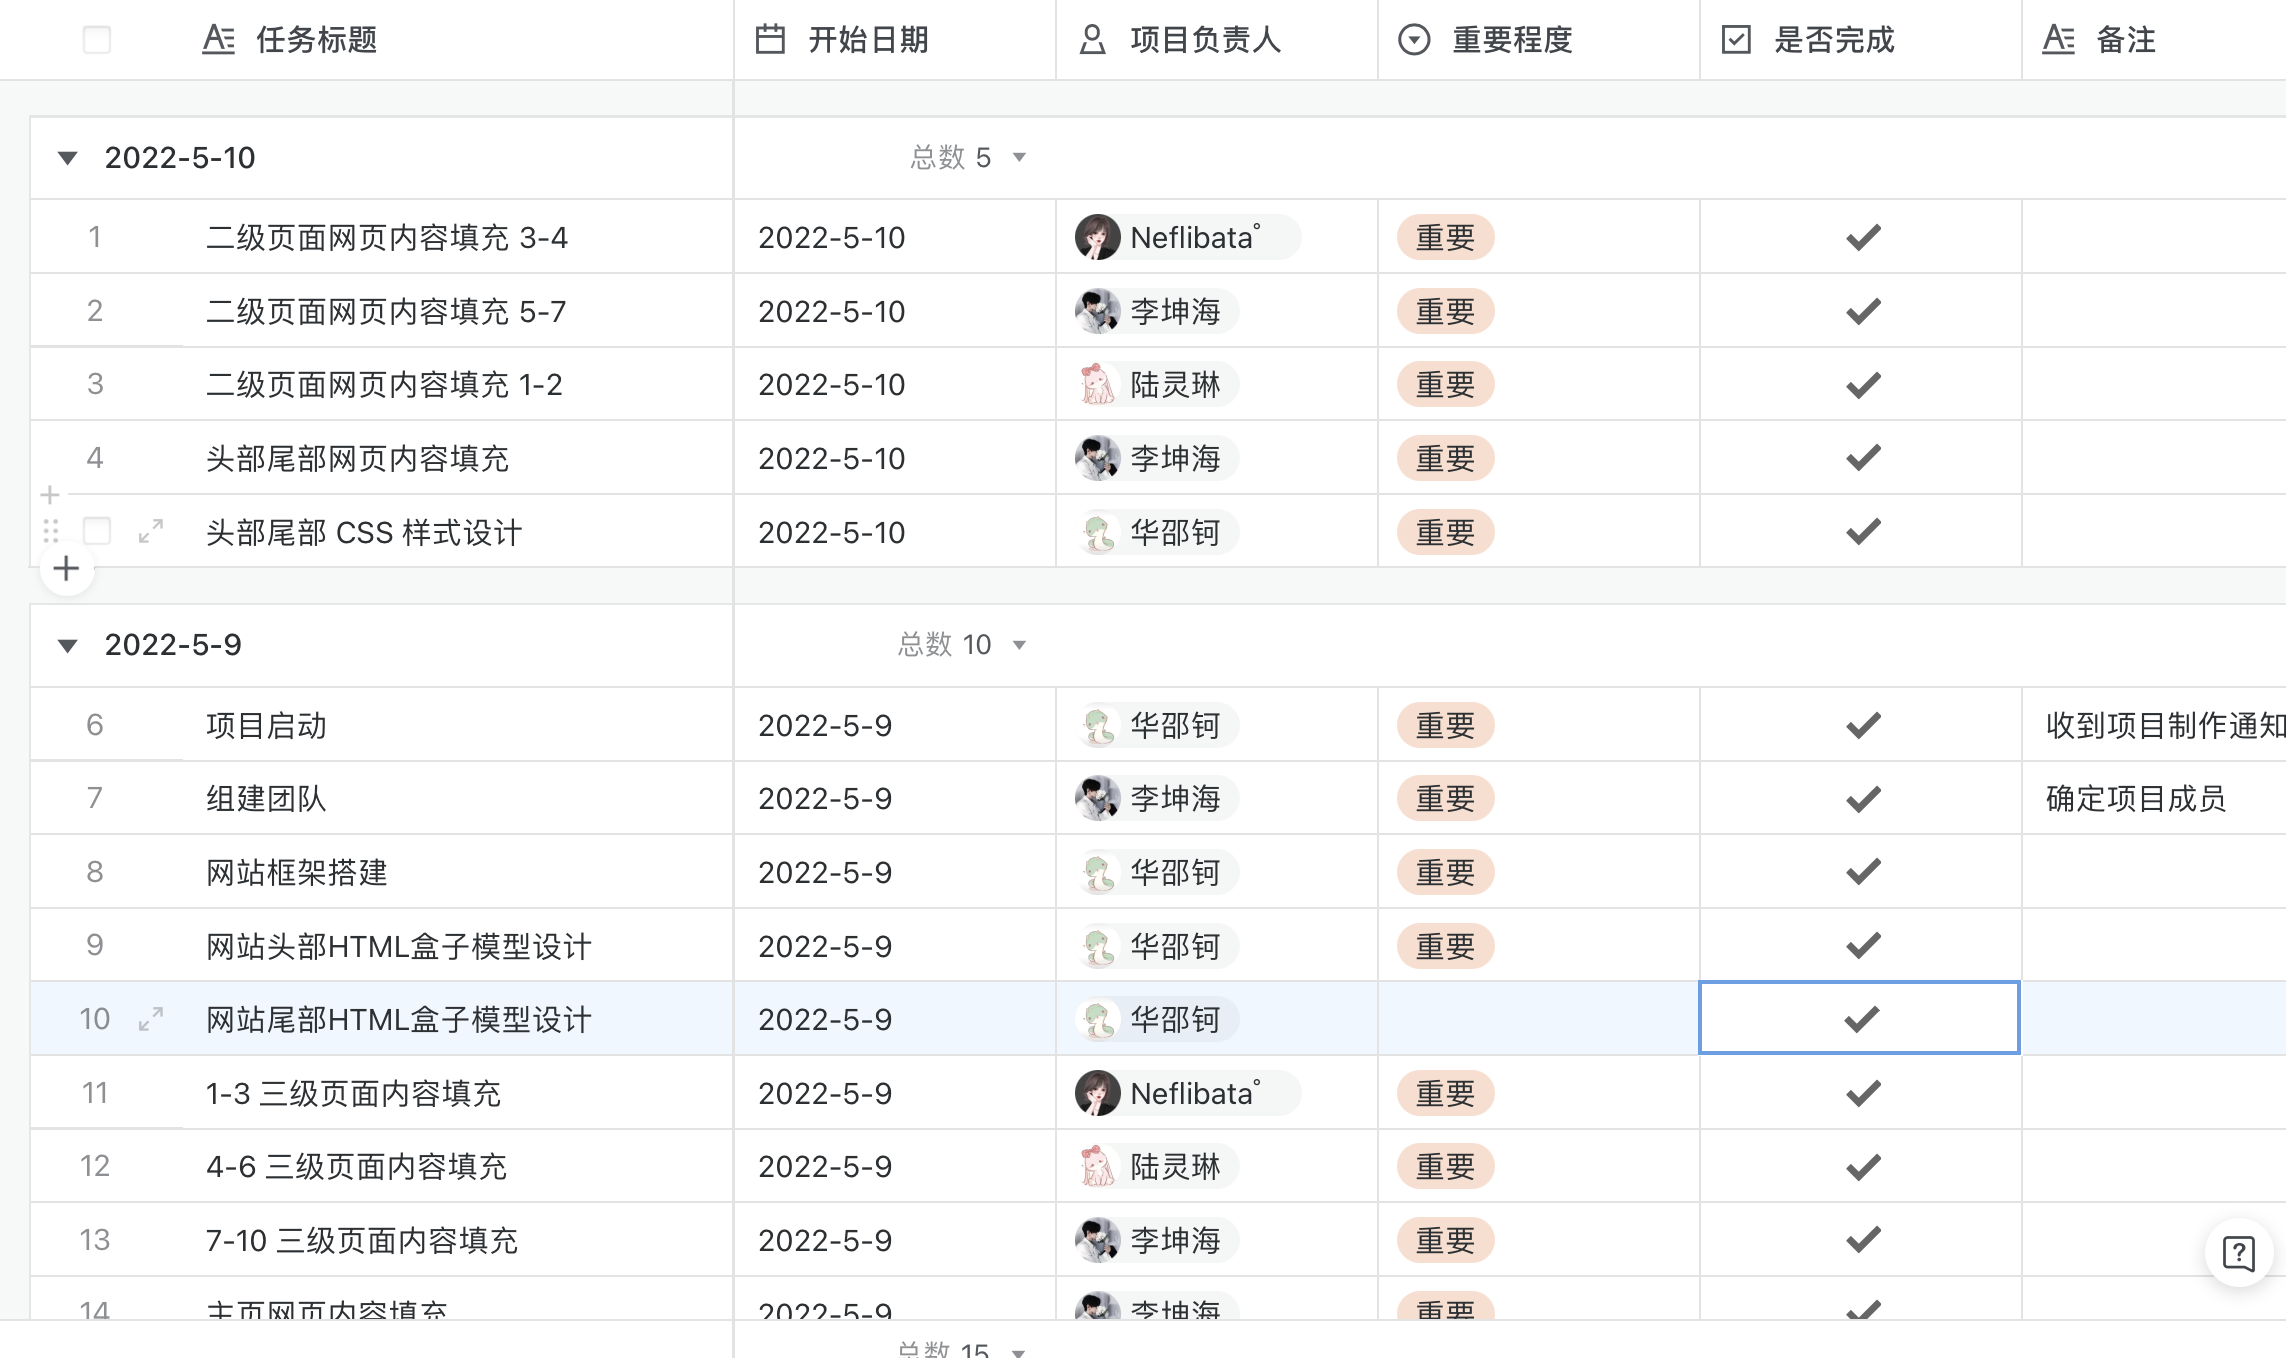 任务标题 开始日期 项目负责人 重要程度 是否完成 备注
2022-5-10 总数 5
1 二级页面网页内容填充 3-4 2022-5-10 Neflibata° 重要
2 二级页面网页内容填充 5-7 2022-5-10 李坤海 重要
3 二级页面网页内容填充 1-2 2022-5-10 陆灵琳 重要
4 头部尾部网页内容填充 2022-5-10 李坤海 重要
头部尾部 CSS 样式设计 2022-5-10 华邵钶 重要
2022-5-9 总数 10
6 项目启动 2022-5-9 华邵钶 重要 收到项目制作通知
7 组建团队 2022-5-9 李坤海 重要 确定项目成员
8 网站框架搭建 2022-5-9 华邵钶 重要
9 网站头部HTML盒子模型设计 2022-5-9 华邵钶 重要
10 网站尾部HTML盒子模型设计 2022-5-9 华邵钶
11 1-3 三级页面内容填充 2022-5-9 Neflibata° 重要
12 4-6 三级页面内容填充 2022-5-9 陆灵琳 重要
13 7-10 三级页面内容填充 2022-5-9 李坤海 重要
14 主页网页内容填充 2022-5-9 李坤海 重要
总数 15